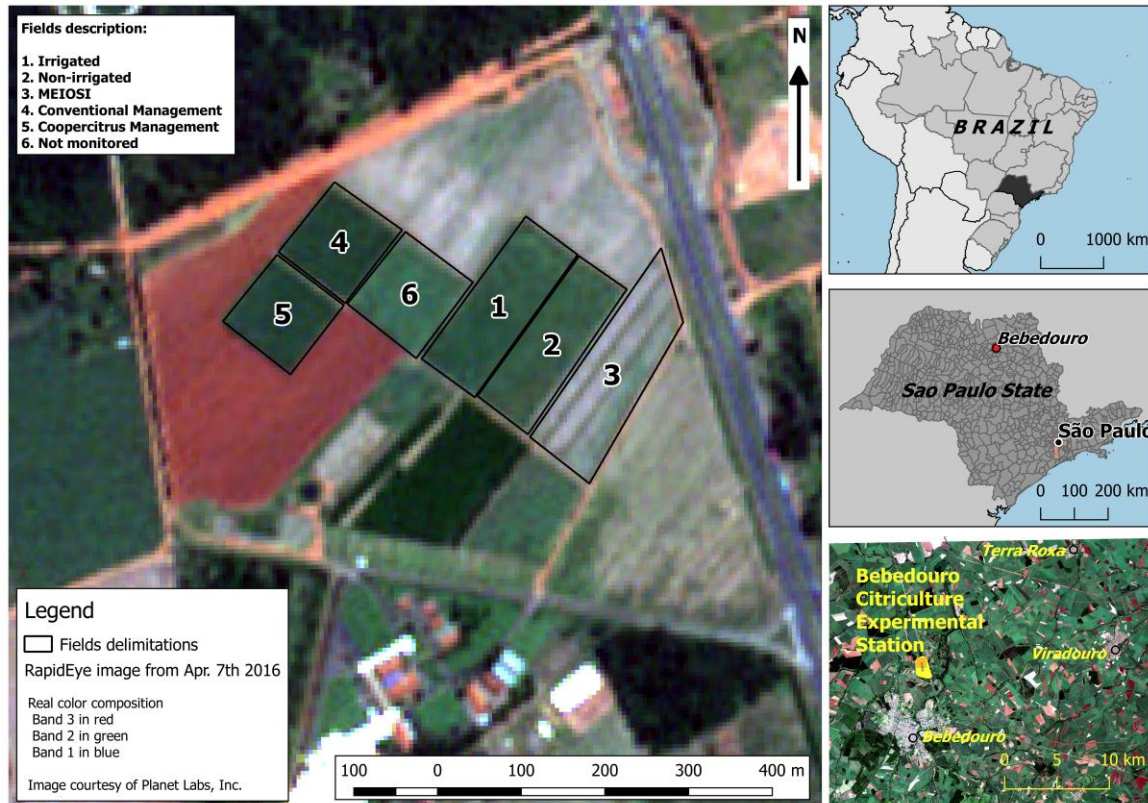 Fields description:
1. Irrigated
2. Non-irrigated
3. MEIOSI
4. Conventional Management
5. Coopercitrus Management
6. Not monitored
N
4
6
5
1
2
3
Legend
Fields delimitations
RapidEye image from Apr. 7th 2016
Real color composition
Band 3 in red
Band 2 in green
Band 1 in blue
Image courtesy of Planet Labs, Inc.
100 0 100 200 300 400 m
BRAZIL
0 1000 km
Bebedouro
Sao Paulo State
São Paulo
0 100 200 km
Terra Roxa
Bebedouro
Citriculture
Experimental
Station
Viradouro
Bebedouro
0 5 10 km